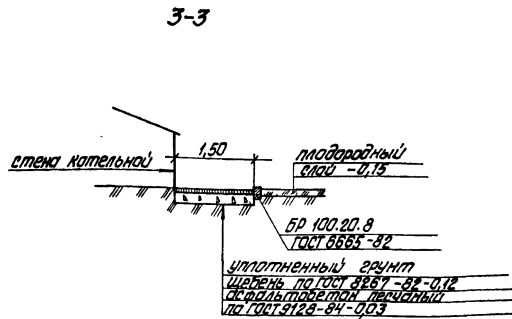 3-3
1,50
стена котельной
плодородный
слой -0,15
БР 100.20.8
ГОСТ 6665-82
уплотненный грунт
щебень по ГОСТ 8267-82-0,12
асфальтобетон песчаный
по ГОСТ 9128-84-0,03